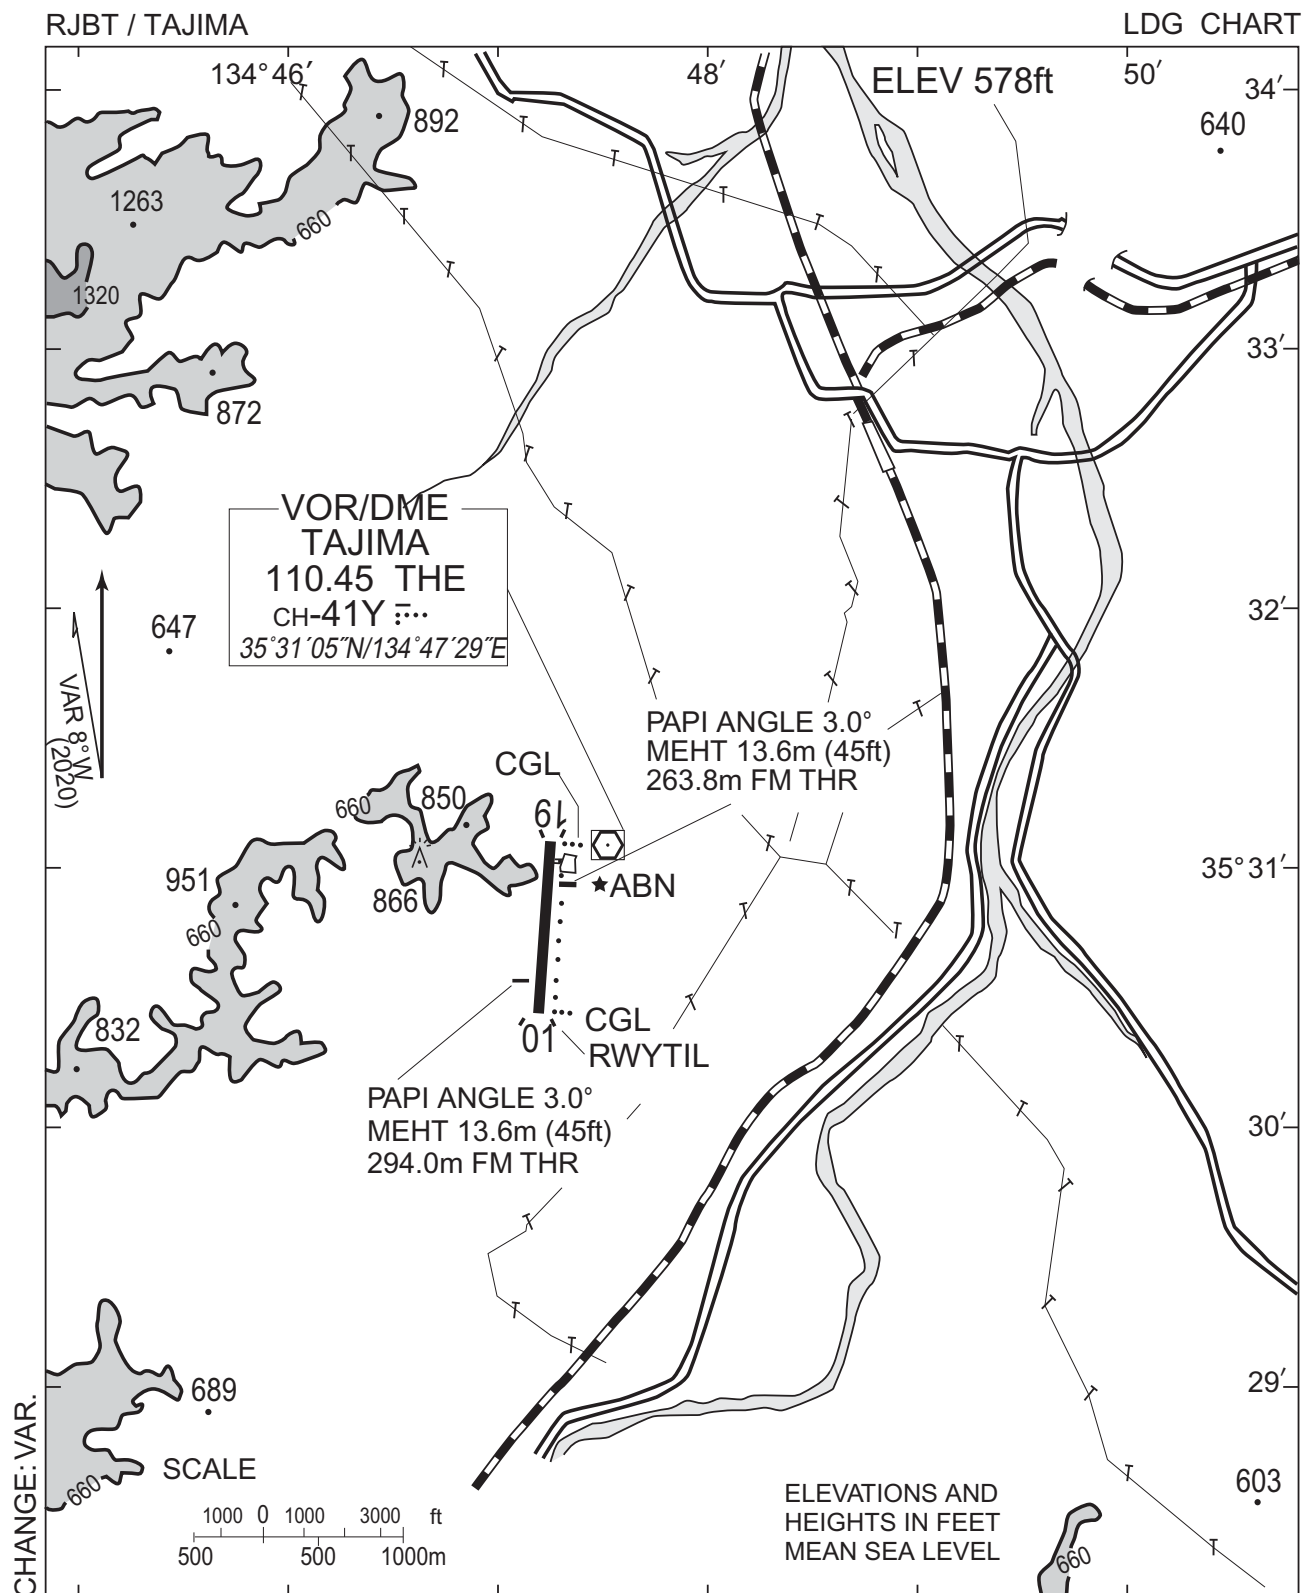 RJBT / TAJIMA
LDG CHART
134°46′
48′
50′
ELEV 578ft
34′
892
640
1263
660
1320
33′
872
VOR/DME
TAJIMA
110.45 THE
CH-41Y
35°31′05″N/134°47′29″E
32′
647
VAR 8°W
(2020)
PAPI ANGLE 3.0°
MEHT 13.6m (45ft)
263.8m FM THR
CGL
660
850
19
35°31′
951
866
ABN
660
832
CGL
01
RWYTIL
PAPI ANGLE 3.0°
MEHT 13.6m (45ft)
294.0m FM THR
30′
689
29′
SCALE
660
603
ELEVATIONS AND
HEIGHTS IN FEET
MEAN SEA LEVEL
1000 0 1000 3000 ft
500 500 1000m
660
CHANGE: VAR.